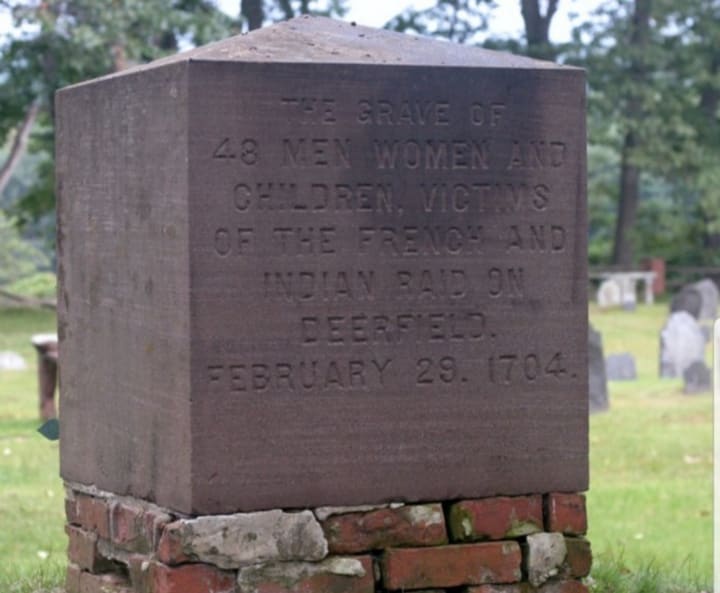 THE GRAVE OF
48 MEN WOMEN AND
CHILDREN, VICTIMS
OF THE FRENCH AND
INDIAN RAID ON
DEERFIELD.
FEBRUARY 29. 1704.